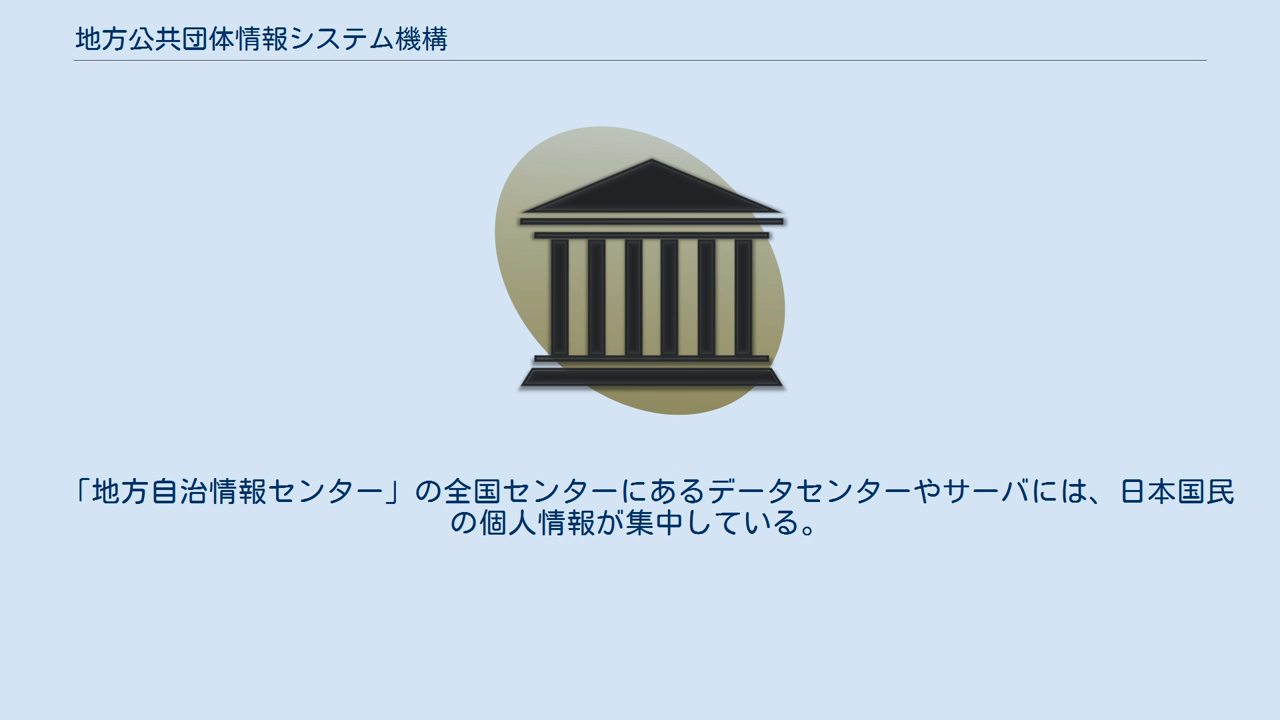 地方公共団体情報システム機構
「地方自治情報センター」の全国センターにあるデータセンターやサーバには、日本国民
の個人情報が集中している。